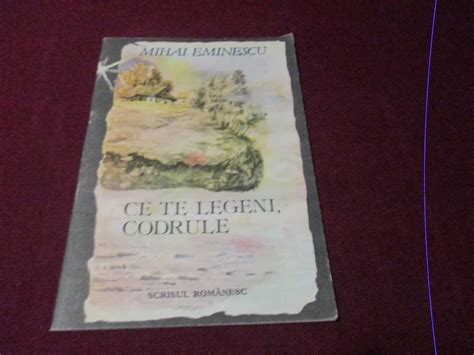 MIHAI EMINESCU
CE TE LEGENI,
CODRULE
SCRISUL ROMÂNESC